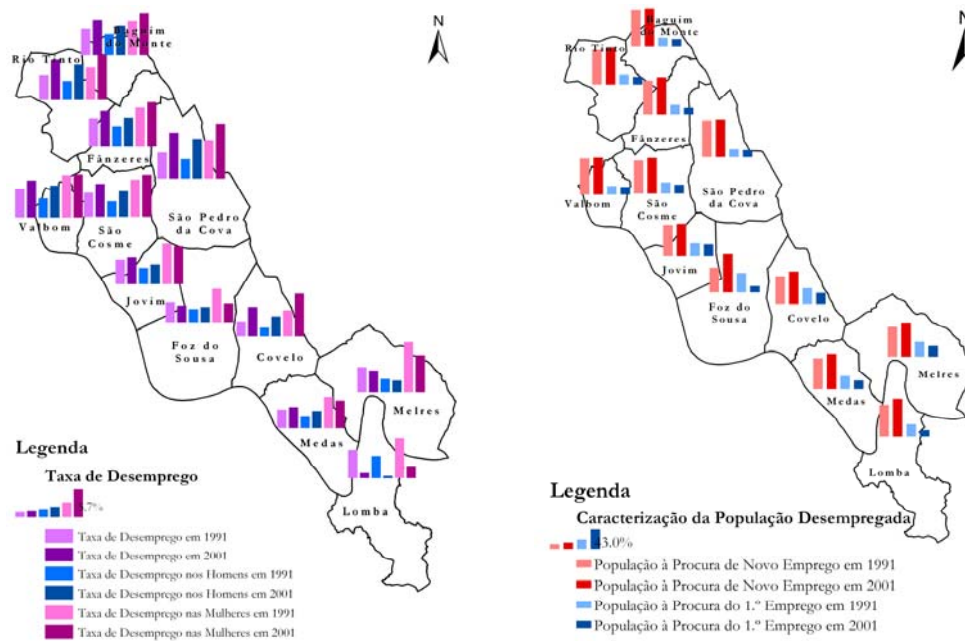 N
Baguim
do Monte
Rio Tinto
Fânzeres
São Pedro
da Cova
Valbom
São
Cosme
Jovim
Foz do
Sousa
Covelo
Melres
Medas
Lomba
Legenda
Taxa de Desemprego
Taxa de Desemprego em 1991
Taxa de Desemprego em 2001
Taxa de Desemprego nos Homens em 1991
Taxa de Desemprego nos Homens em 2001
Taxa de Desemprego nas Mulheres em 1991
Taxa de Desemprego nas Mulheres em 2001
N
Baguim
do Monte
Rio Tinto
Fânzeres
São Pedro
da Cova
Valbom
São
Cosme
Jovim
Foz do
Sousa
Covelo
Melres
Medas
Lomba
Legenda
Caracterização da População Desempregada
43.0%
População à Procura de Novo Emprego em 1991
População à Procura de Novo Emprego em 2001
População à Procura do 1.º Emprego em 1991
População à Procura do 1.º Emprego em 2001